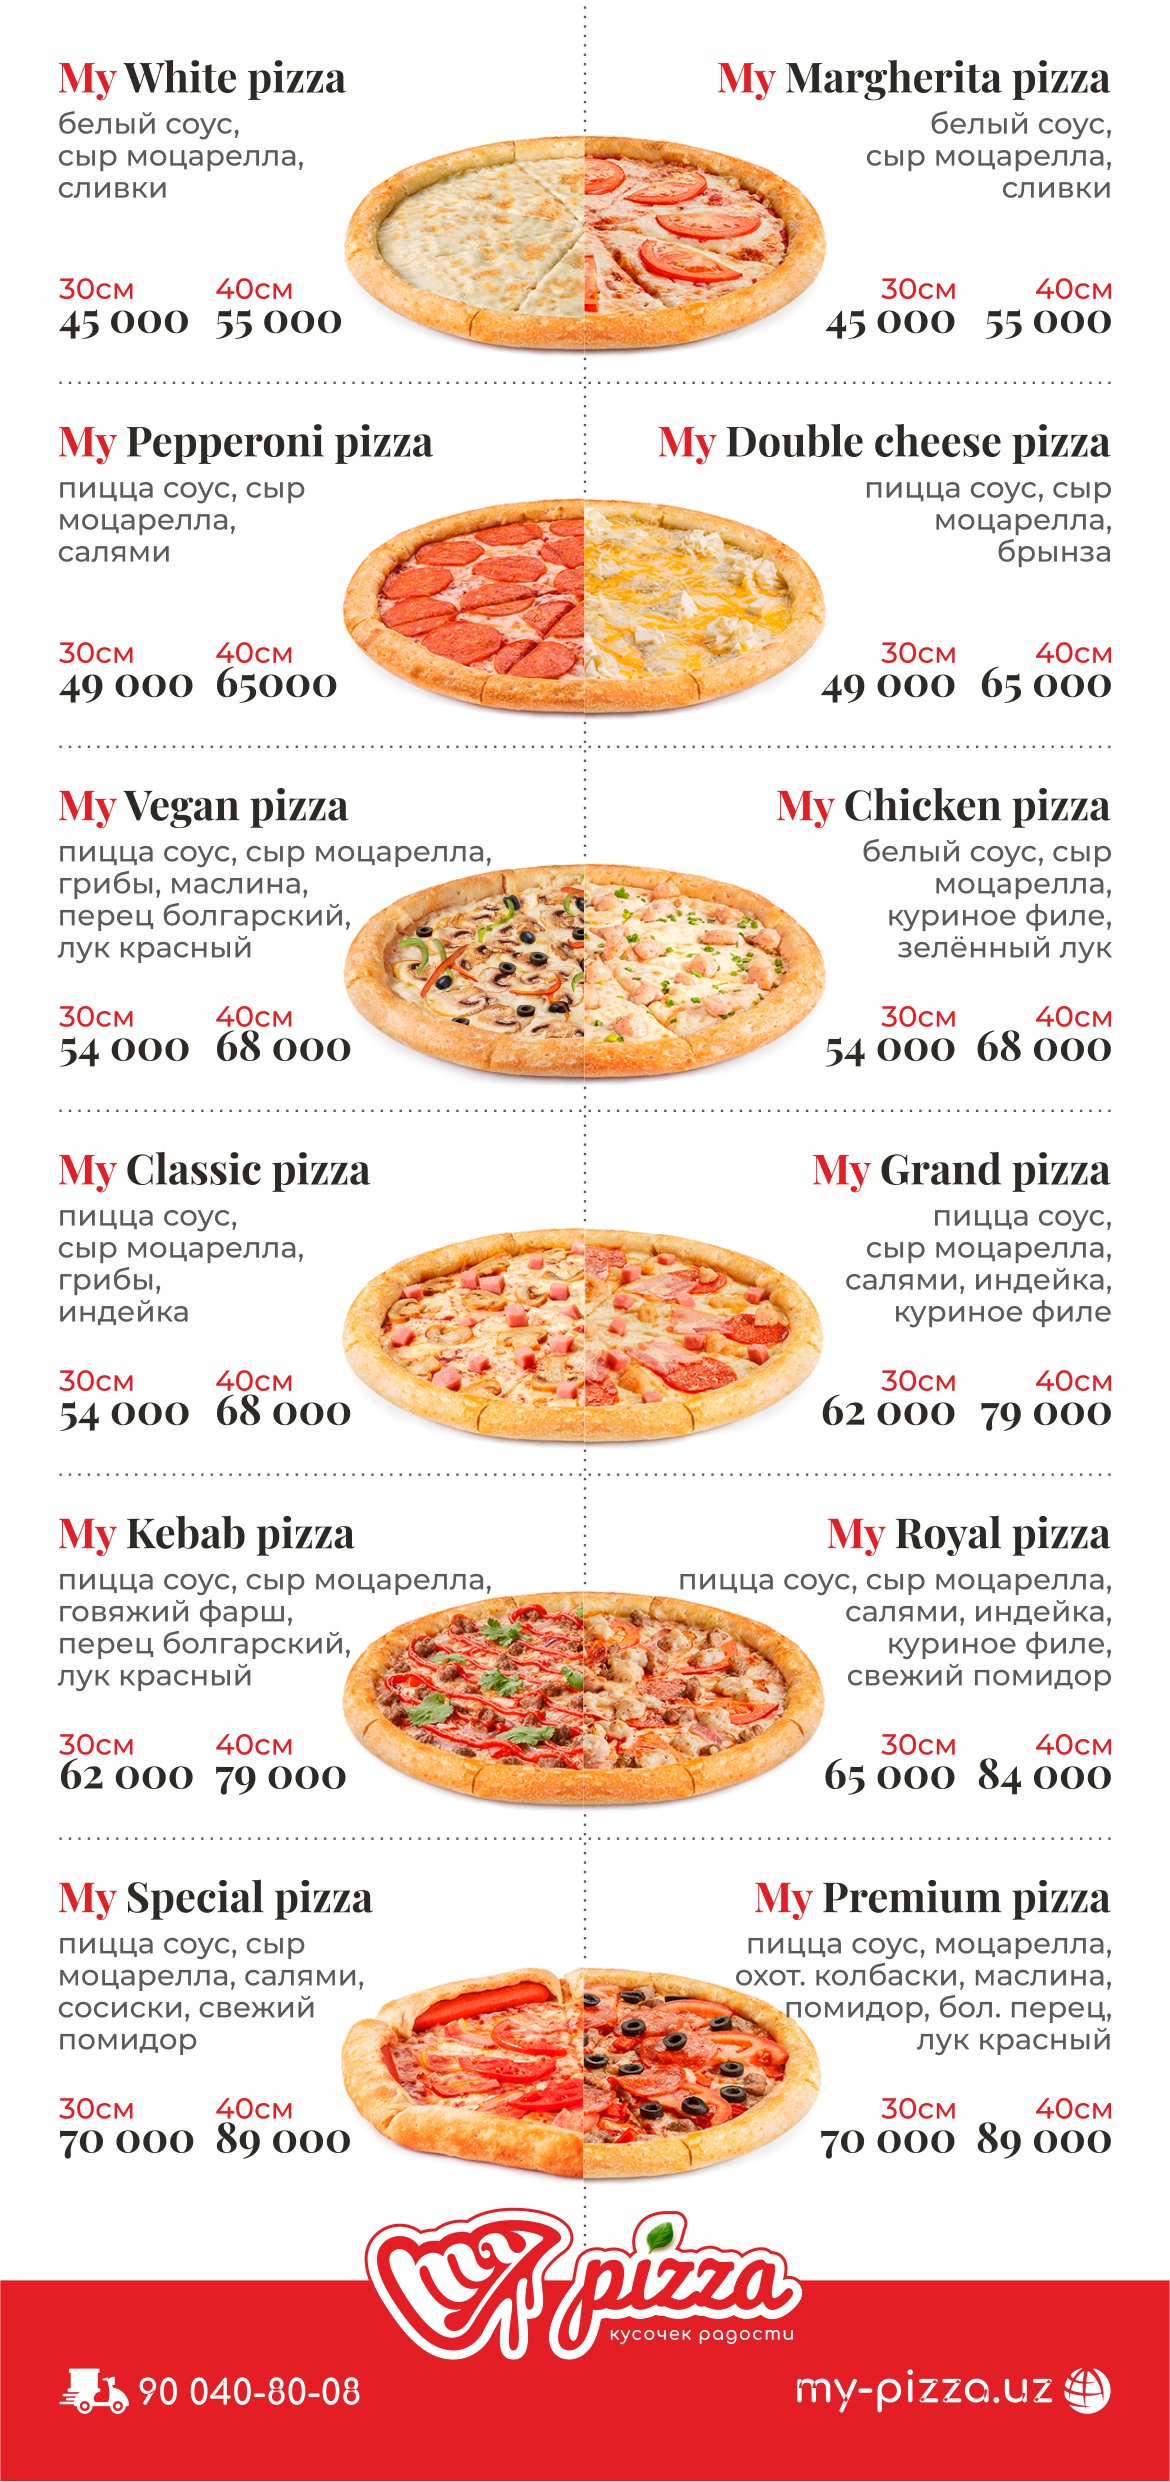 My White pizza
белый соус,
сыр моцарелла,
сливки
30см 40см
45 000 55 000
My Margherita pizza
белый соус,
сыр моцарелла,
сливки
30см 40см
45 000 55 000
My Pepperoni pizza
пицца соус, сыр
моцарелла,
салями
30см 40см
49 000 65000
My Double cheese pizza
пицца соус, сыр
моцарелла,
брынза
30см 40см
49 000 65 000
My Vegan pizza
пицца соус, сыр моцарелла,
грибы, маслина,
перец болгарский,
лук красный
30см 40см
54 000 68 000
My Chicken pizza
белый соус, сыр
моцарелла,
куриное филе,
зелённый лук
30см 40см
54 000 68 000
My Classic pizza
пицца соус,
сыр моцарелла,
грибы,
индейка
30см 40см
54 000 68 000
My Grand pizza
пицца соус,
сыр моцарелла,
салями, индейка,
куриное филе
30см 40см
62 000 79 000
My Kebab pizza
пицца соус, сыр моцарелла,
говяжий фарш,
перец болгарский,
лук красный
30см 40см
62 000 79 000
My Royal pizza
пицца соус, сыр моцарелла,
салями, индейка,
куриное филе,
свежий помидор
30см 40см
65 000 84 000
My Special pizza
пицца соус, сыр
моцарелла, салями,
сосиски, свежий
помидор
30см 40см
70 000 89 000
My Premium pizza
пицца соус, моцарелла,
охот. колбаски, маслина,
помидор, бол. перец,
лук красный
30см 40см
70 000 89 000
my pizza
кусочек радости
90 040-80-08
my-pizza.uz